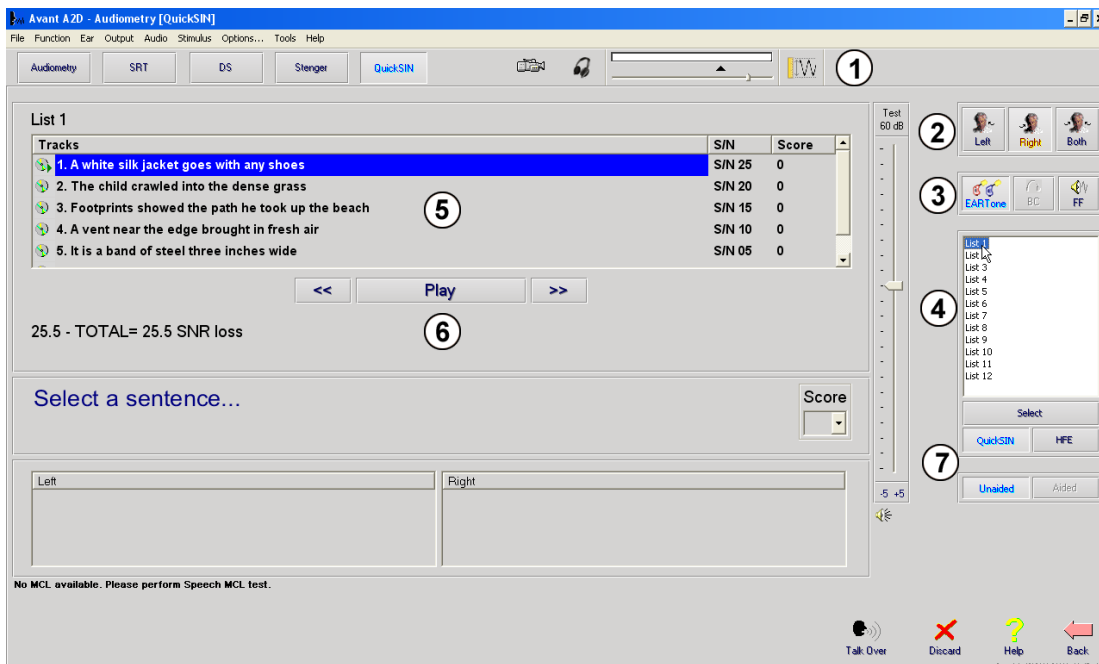 Avant A2D - Audiometry [QuickSIN]
File Function Ear Output Audio Stimulus Options... Tools Help
Audiometry SRT DS Stenger QuickSIN
1
List 1
Tracks S/N Score
1. A white silk jacket goes with any shoes S/N 25 0
2. The child crawled into the dense grass S/N 20 0
3. Footprints showed the path he took up the beach S/N 15 0
4. A vent near the edge brought in fresh air S/N 10 0
5. It is a band of steel three inches wide S/N 05 0
5
<< Play >>
25.5 - TOTAL= 25.5 SNR loss
6
Select a sentence...
Score
Left Right
No MCL available. Please perform Speech MCL test.
Test
60 dB
-5 +5
2
Left Right Both
3
EARTone BC FF
4
List 1
List
List 3
List 4
List 5
List 6
List 7
List 8
List 9
List 10
List 11
List 12
Select
QuickSIN HFE
7
Unaided Aided
Talk Over Discard Help Back